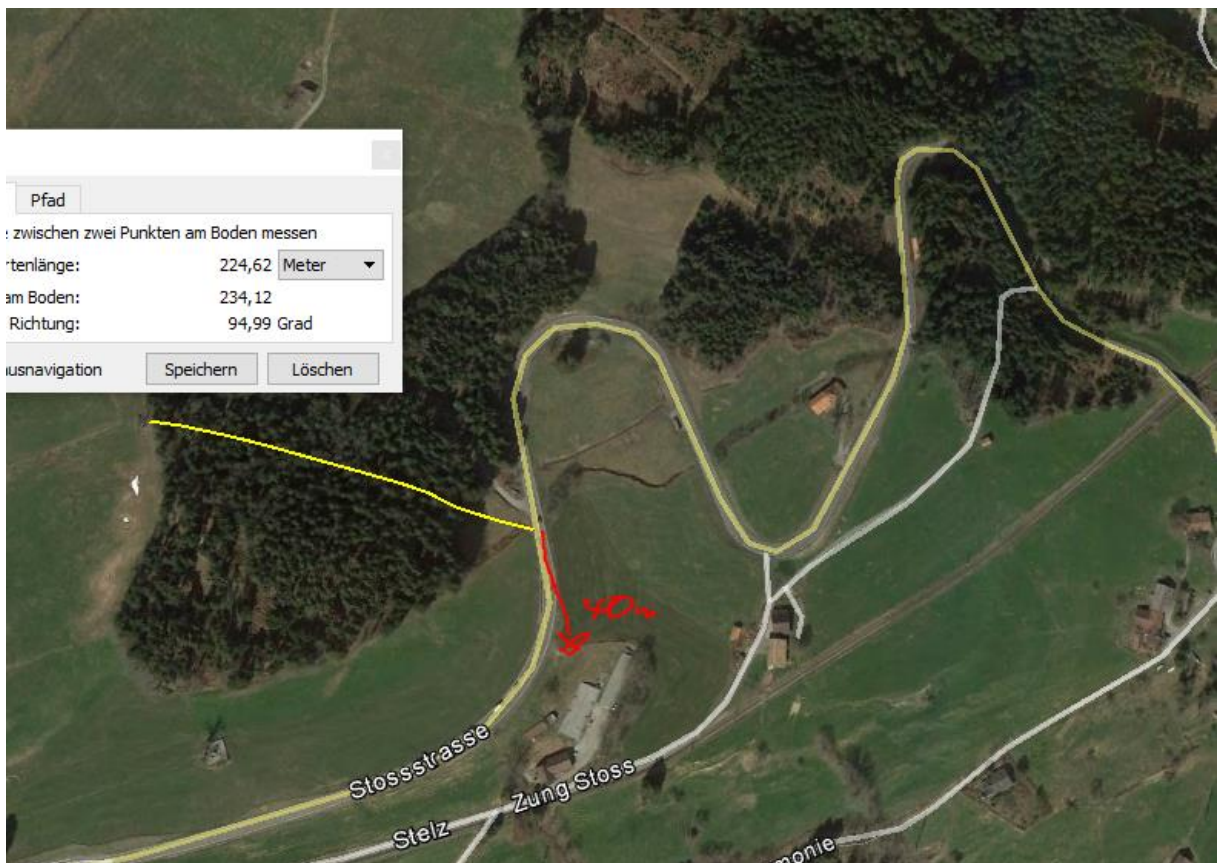 Pfad
zwischen zwei Punkten am Boden messen
rtenlänge: 224,62 Meter
am Boden: 234,12
Richtung: 94,99 Grad
usnavigation Speichern Löschen
40m
Stossstrasse
Zung Stoss
Stelz
monie